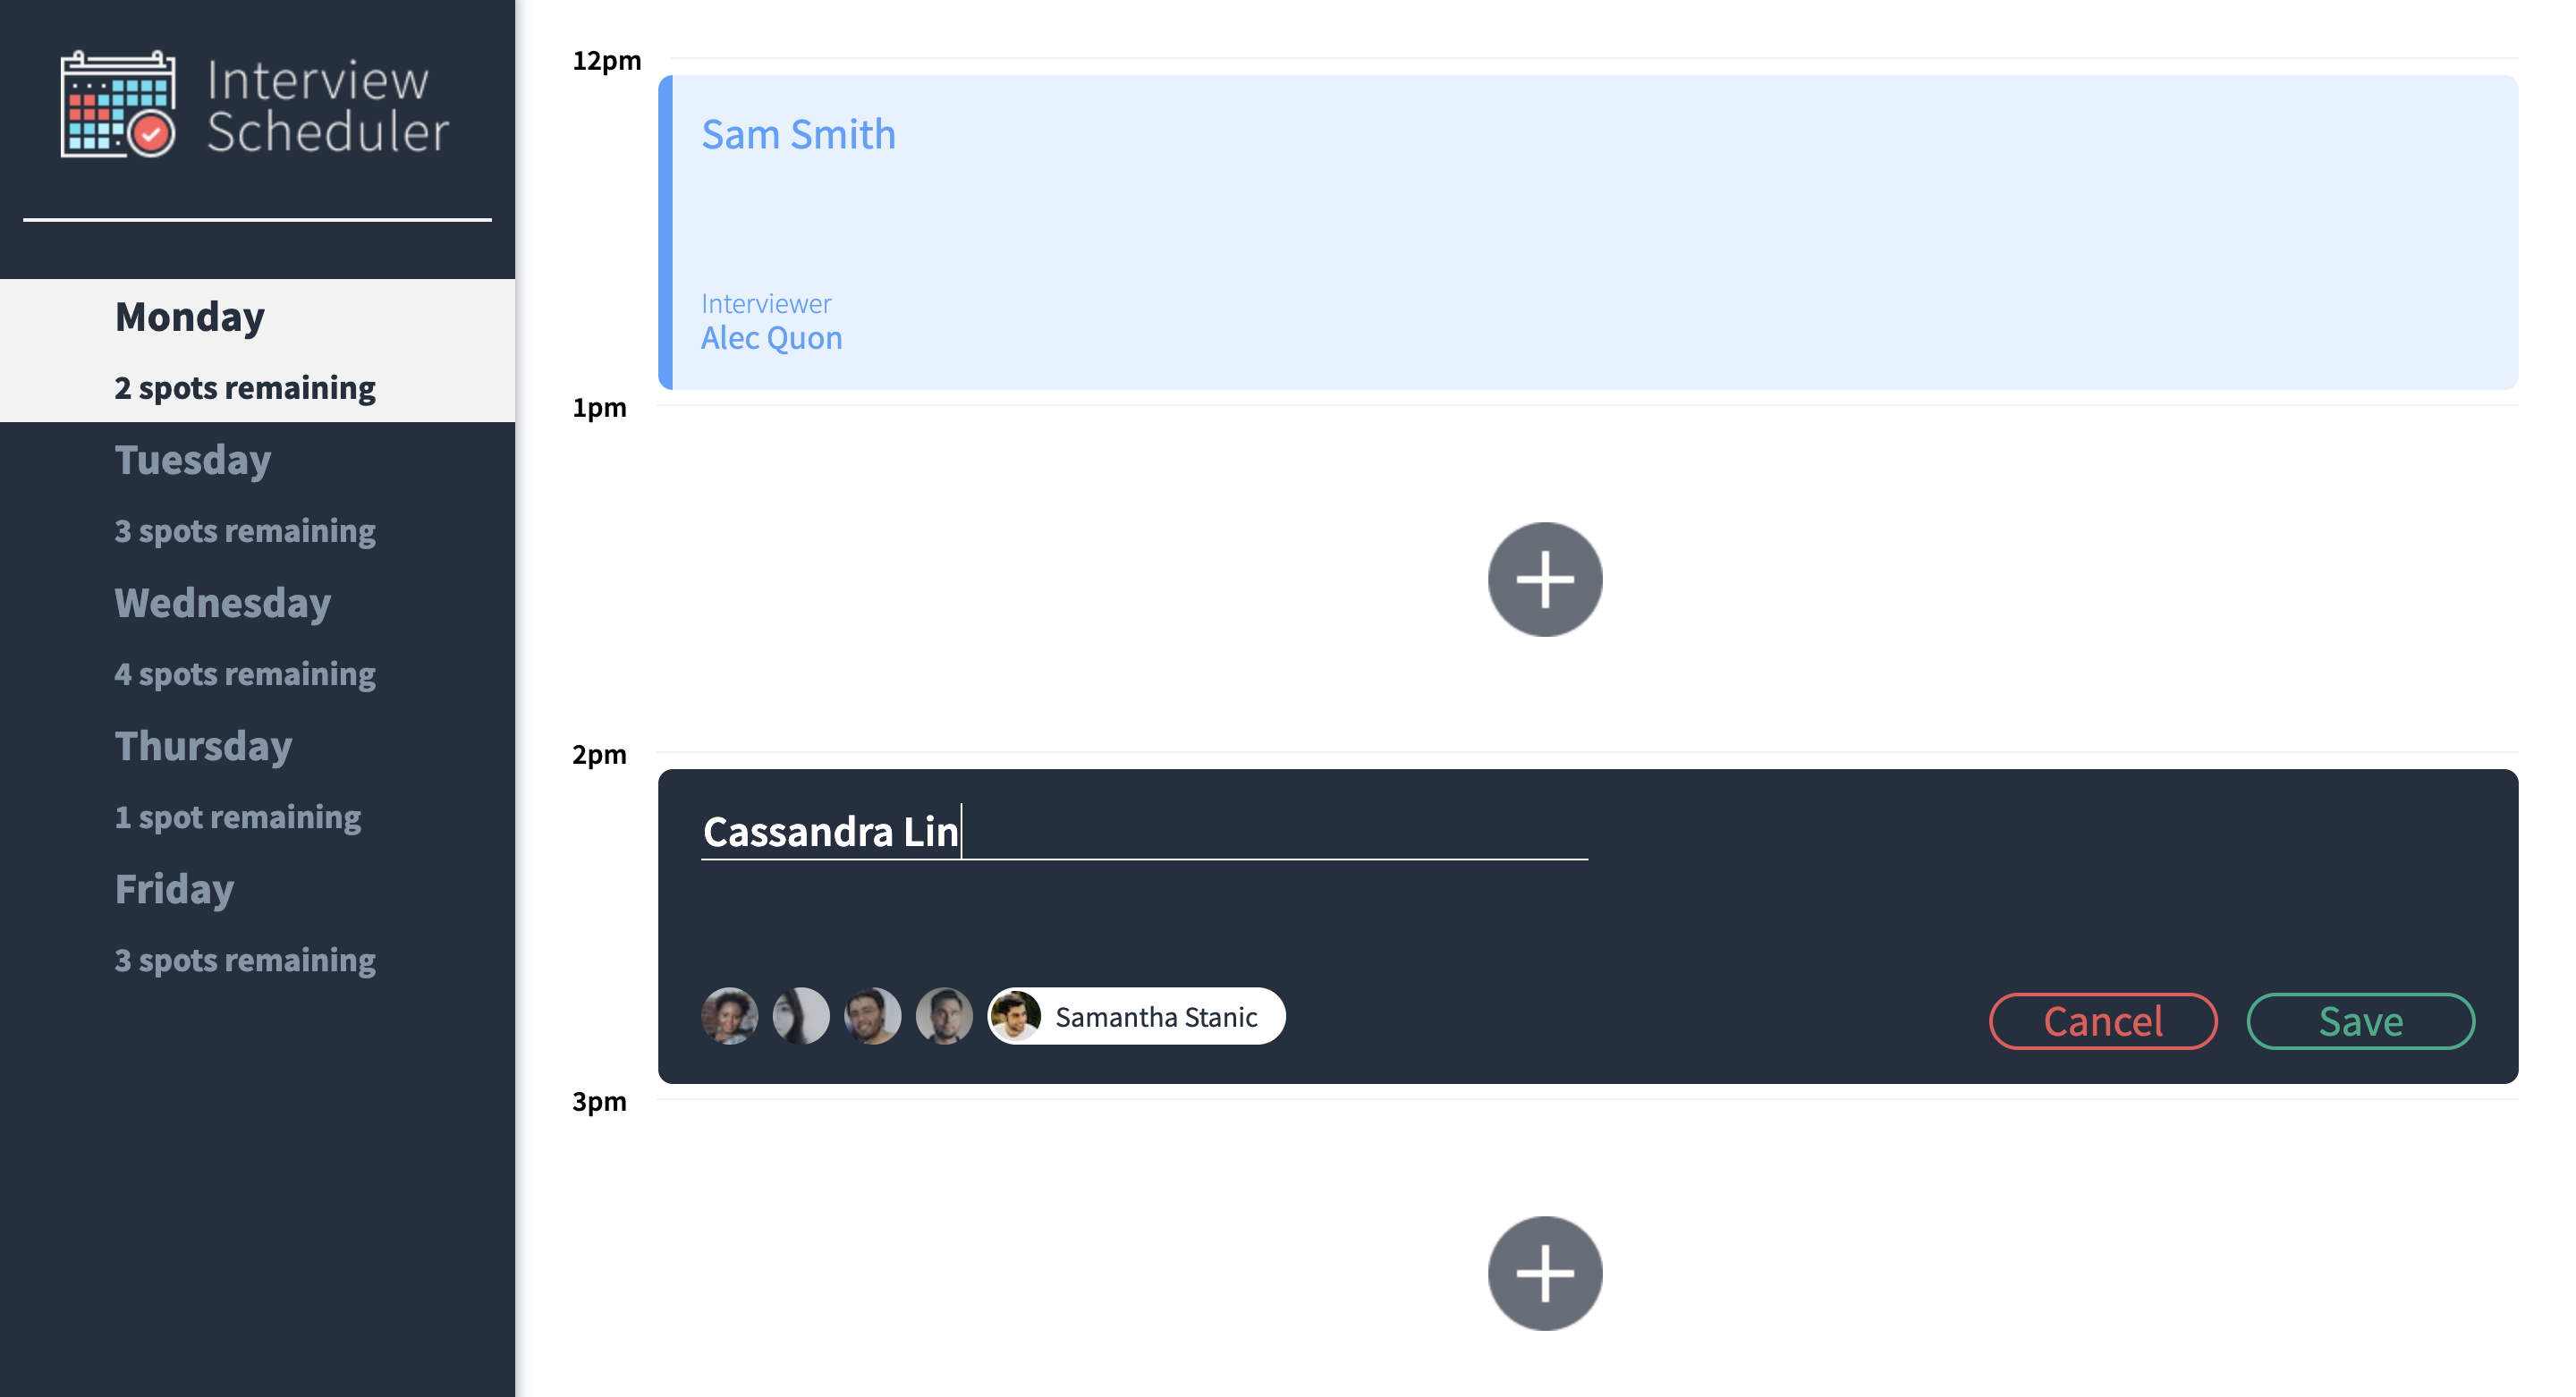 Interview
Scheduler
Monday
2 spots remaining
Tuesday
3 spots remaining
Wednesday
4 spots remaining
Thursday
1 spot remaining
Friday
3 spots remaining
12pm
Sam Smith
Interviewer
Alec Quon
1pm
2pm
Cassandra Lin
Samantha Stanic
Cancel
Save
3pm